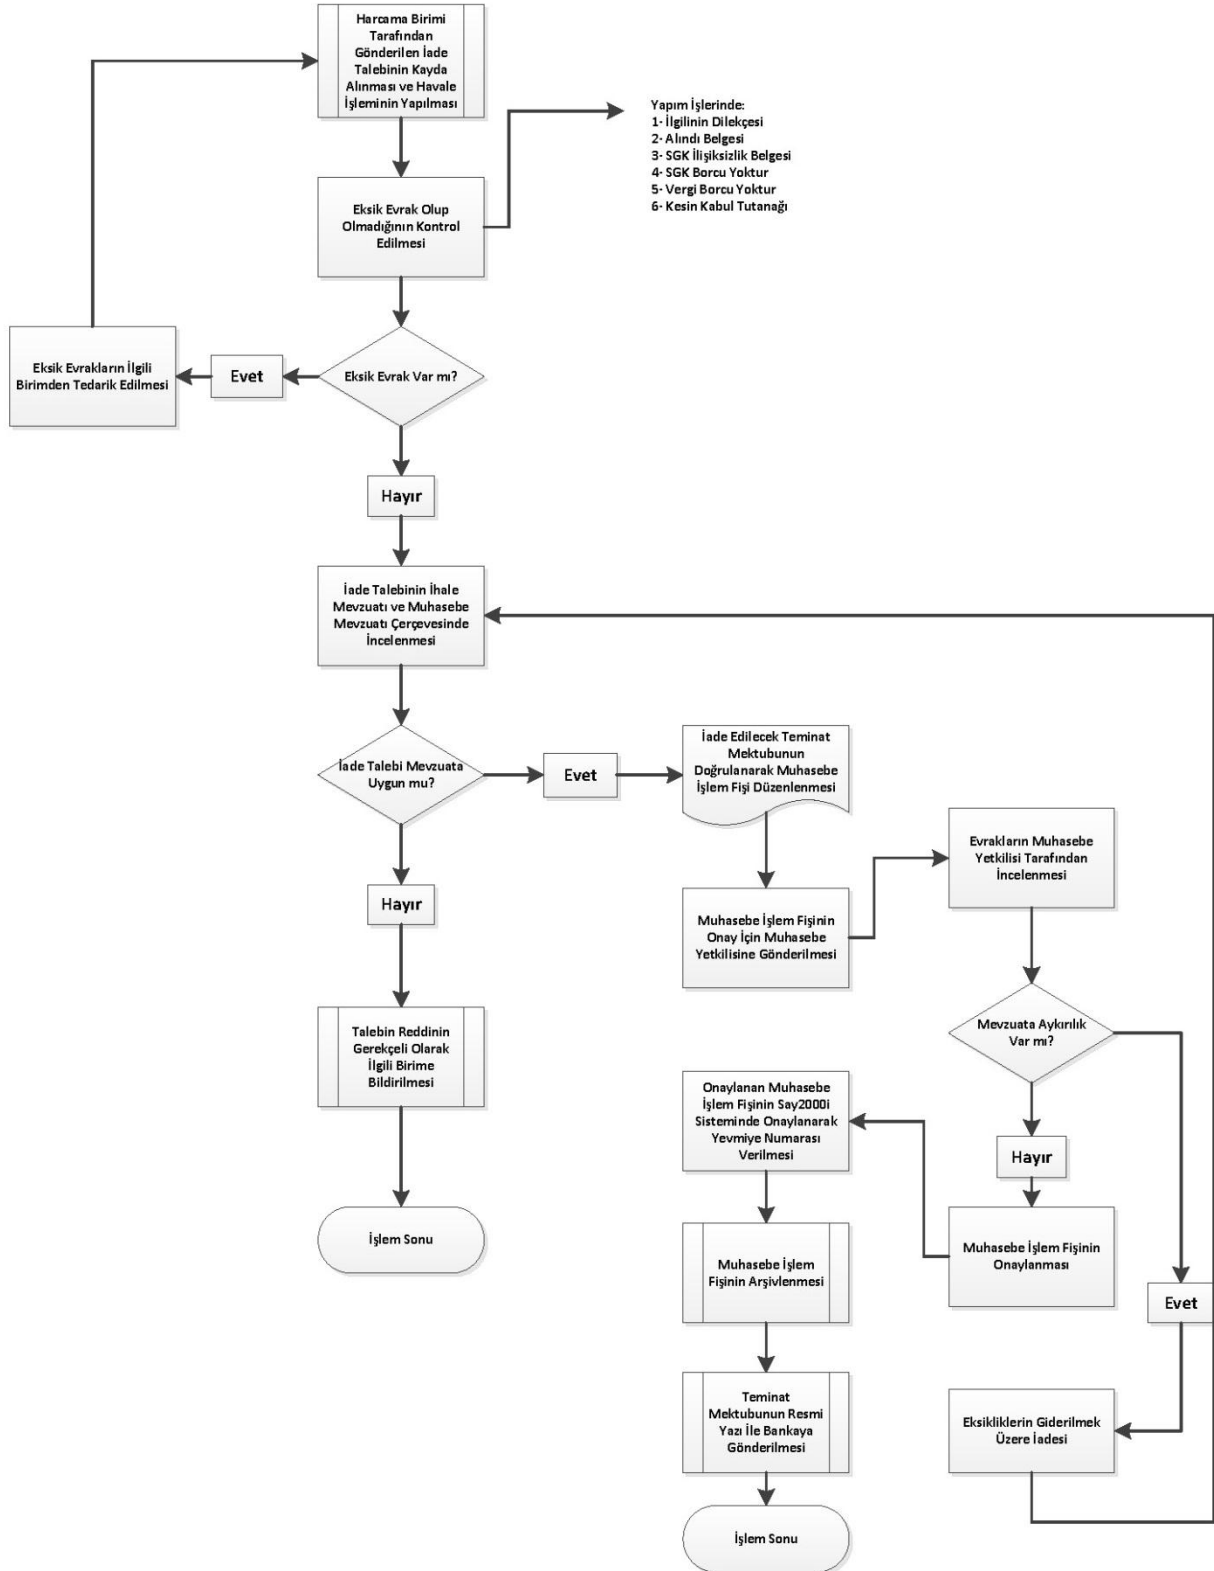 Harcama Birimi
Tarafından
Gönderilen İade
Talebinin Kayda
Alınması ve Havale
İşleminin Yapılması
Yapım İşlerinde:
1- İlgilinin Dilekçesi
2- Alındı Belgesi
3- SGK İlişiksizlik Belgesi
4- SGK Borcu Yoktur
5- Vergi Borcu Yoktur
6- Kesin Kabul Tutanağı
Eksik Evrak Olup
Olmadığının Kontrol
Edilmesi
Eksik Evrakların İlgili
Birimden Tedarik Edilmesi
Evet
Eksik Evrak Var mı?
Hayır
İade Talebinin İhale
Mevzuatı ve Muhasebe
Mevzuatı Çerçevesinde
İncelenmesi
İade Talebi Mevzuata
Uygun mu?
Evet
İade Edilecek Teminat
Mektubunun
Doğrulanarak Muhasebe
İşlem Fişi Düzenlenmesi
Evrakların Muhasebe
Yetkilisi Tarafından
İncelenmesi
Hayır
Muhasebe İşlem Fişinin
Onay İçin Muhasebe
Yetkilisine Gönderilmesi
Talebin Reddinin
Gerekçeli Olarak
İlgili Birime
Bildirilmesi
Mevzuata Aykırılık
Var mı?
Onaylanan Muhasebe
İşlem Fişinin Say2000i
Sisteminde Onaylanarak
Yevmiye Numarası
Verilmesi
Hayır
İşlem Sonu
Muhasebe İşlem
Fişinin Arşivlenmesi
Muhasebe İşlem Fişinin
Onaylanması
Evet
Teminat
Mektubunun Resmi
Yazı İle Bankaya
Gönderilmesi
Eksikliklerin Giderilmek
Üzere İadesi
İşlem Sonu